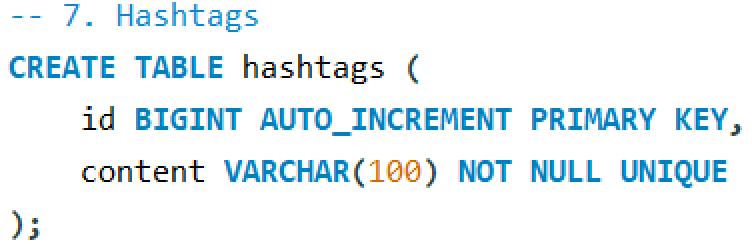 -- 7. Hashtags
CREATE TABLE hashtags (
    id BIGINT AUTO_INCREMENT PRIMARY KEY,
    content VARCHAR(100) NOT NULL UNIQUE
);